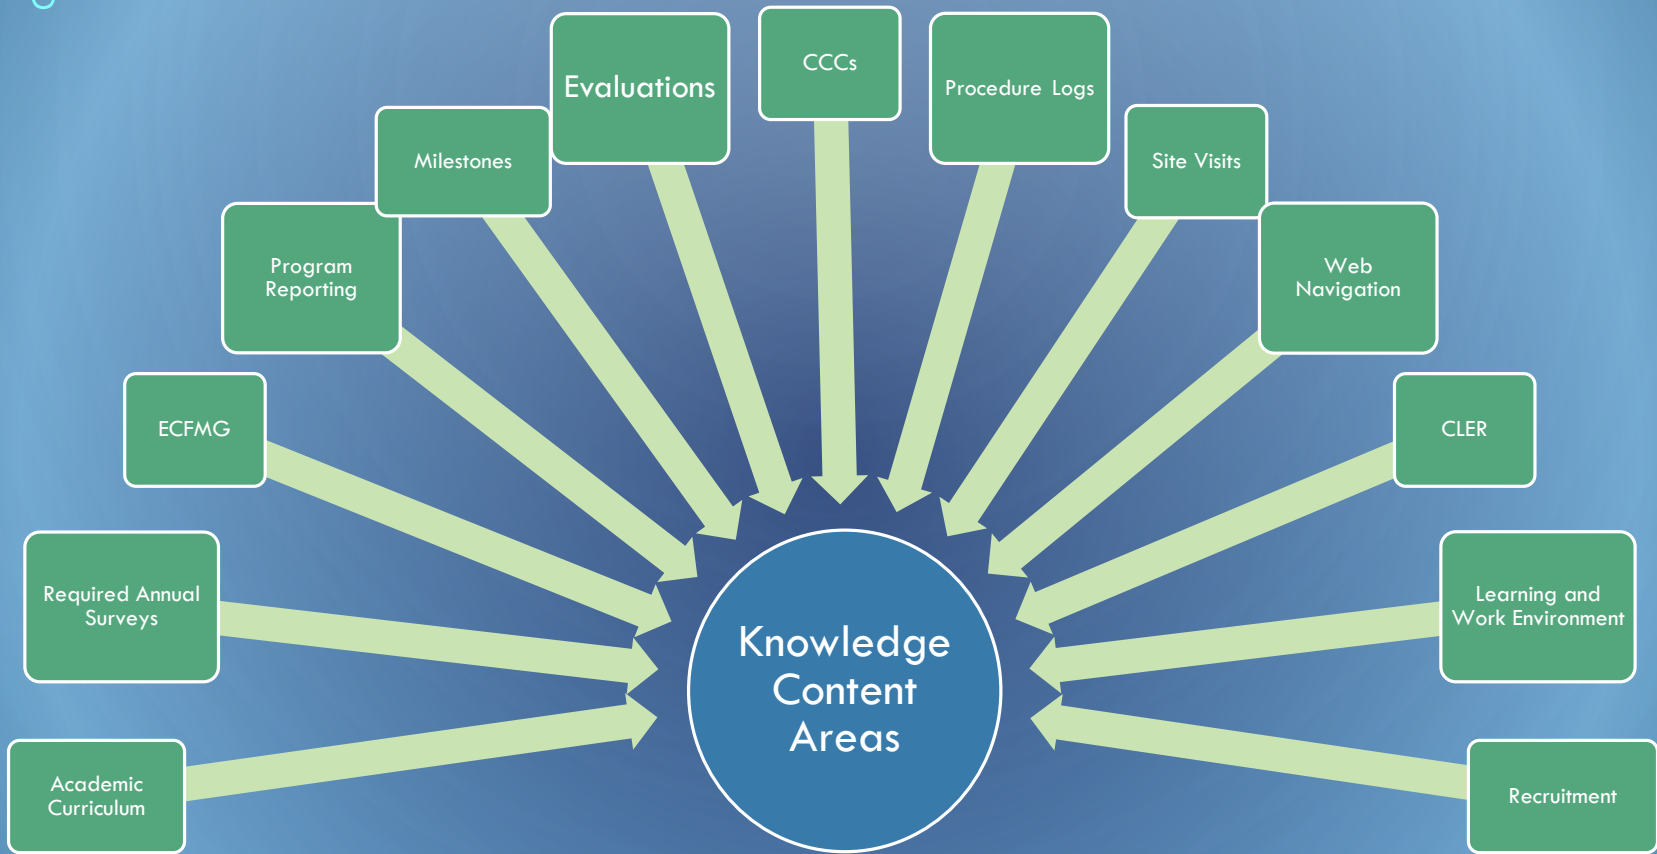 Evaluations
CCCs
Procedure Logs
Milestones
Site Visits
Program
Reporting
Web
Navigation
ECFMG
CLER
Required Annual
Surveys
Learning and
Work Environment
Knowledge
Content
Areas
Academic
Curriculum
Recruitment